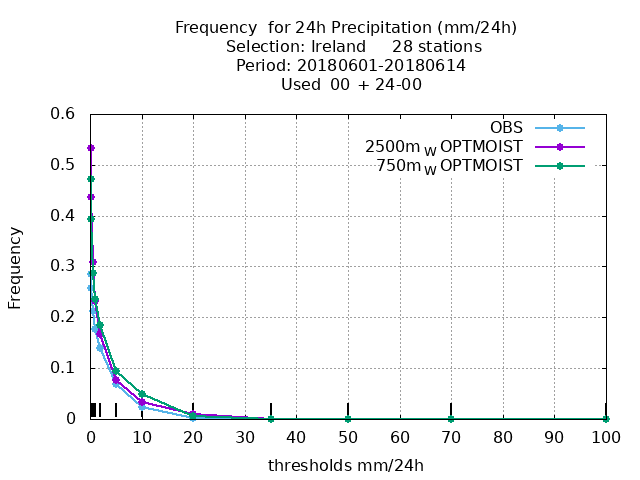 Frequency  for 24h Precipitation (mm/24h)
Selection: Ireland     28 stations
Period: 20180601-20180614
Used  00 + 24-00
OBS
2500m_W OPTMOIST
750m_W OPTMOIST
Frequency
0.6
0.5
0.4
0.3
0.2
0.1
0
0 10 20 30 40 50 60 70 80 90 100
thresholds mm/24h